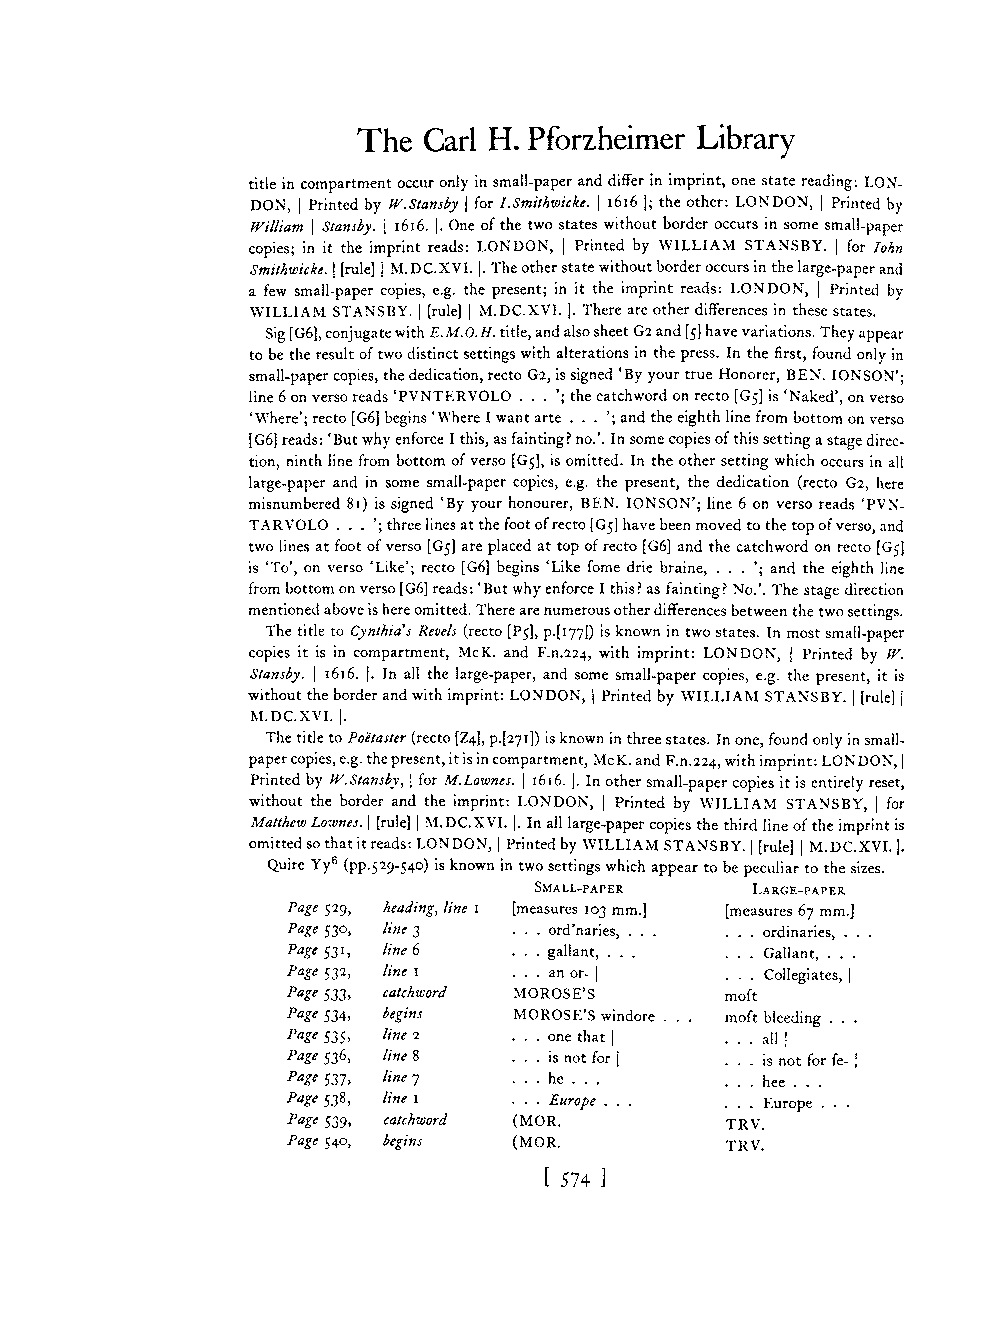 The Carl H. Pforzheimer Library
title in compartment occur only in small-paper and differ in imprint, one state reading: LON-
DON, | Printed by W.Stansby | for I.Smithwicke. | 1616 |; the other: LONDON, | Printed by
William | Stansby. | 1616. |. One of the two states without border occurs in some small-paper
copies; in it the imprint reads: LONDON, | Printed by WILLIAM STANSBY. | for Iohn
Smithwicke. | [rule] | M.DC.XVI. |. The other state without border occurs in the large-paper and
a few small-paper copies, e.g. the present; in it the imprint reads: LONDON, | Printed by
WILLIAM STANSBY. | [rule] | M.DC.XVI. |. There are other differences in these states.
Sig [G6], conjugate with E.M.O.H. title, and also sheet G2 and [5] have variations. They appear
to be the result of two distinct settings with alterations in the press. In the first, found only in
small-paper copies, the dedication, recto G2, is signed 'By your true Honorer, BEN. IONSON';
line 6 on verso reads 'PVNTERVOLO . . . '; the catchword on recto [G5] is 'Naked', on verso
'Where'; recto [G6] begins 'Where I want arte . . . '; and the eighth line from bottom on verso
[G6] reads: 'But why enforce I this, as fainting? no.'. In some copies of this setting a stage direc-
tion, ninth line from bottom of verso [G5], is omitted. In the other setting which occurs in all
large-paper and in some small-paper copies, e.g. the present, the dedication (recto G2, here
misnumbered 81) is signed 'By your honourer, BEN. IONSON'; line 6 on verso reads 'PVN-
TARVOLO . . . '; three lines at the foot of recto [G5] have been moved to the top of verso, and
two lines at foot of verso [G5] are placed at top of recto [G6] and the catchword on recto [G5]
is 'To', on verso 'Like'; recto [G6] begins 'Like ſome drie braine, . . . '; and the eighth line
from bottom on verso [G6] reads: 'But why enforce I this? as fainting? No.'. The stage direction
mentioned above is here omitted. There are numerous other differences between the two settings.
The title to Cynthia's Revels (recto [P5], p.[177]) is known in two states. In most small-paper
copies it is in compartment, McK. and F.n.224, with imprint: LONDON, | Printed by W.
Stansby. | 1616. |. In all the large-paper, and some small-paper copies, e.g. the present, it is
without the border and with imprint: LONDON, | Printed by WILLIAM STANSBY. | [rule] |
M.DC.XVI. |.
The title to Poëtaster (recto [Z4], p.[271]) is known in three states. In one, found only in small-
paper copies, e.g. the present, it is in compartment, McK. and F.n.224, with imprint: LONDON, |
Printed by W.Stansby, | for M.Lownes. | 1616. |. In other small-paper copies it is entirely reset,
without the border and the imprint: LONDON, | Printed by WILLIAM STANSBY, | for
Matthew Lownes. | [rule] | M.DC.XVI. |. In all large-paper copies the third line of the imprint is
omitted so that it reads: LONDON, | Printed by WILLIAM STANSBY. | [rule] | M.DC.XVI. |.
Quire Yy⁶ (pp.529-540) is known in two settings which appear to be peculiar to the sizes.
SMALL-PAPER LARGE-PAPER
Page 529, heading, line 1 [measures 103 mm.] [measures 67 mm.]
Page 530, line 3 . . . ord'naries, . . . . . . ordinaries, . . .
Page 531, line 6 . . . gallant, . . . . . . Gallant, . . .
Page 532, line 1 . . . an or- | . . . Collegiates, |
Page 533, catchword MOROSE'S moſt
Page 534, begins MOROSE'S windore . . . moſt bleeding . . .
Page 535, line 2 . . . one that | . . . all |
Page 536, line 8 . . . is not for | . . . is not for fe- |
Page 537, line 7 . . . he . . . . . . hee . . .
Page 538, line 1 . . . Europe . . . . . . Europe . . .
Page 539, catchword (MOR. TRV.
Page 540, begins (MOR. TRV.
[ 574 ]